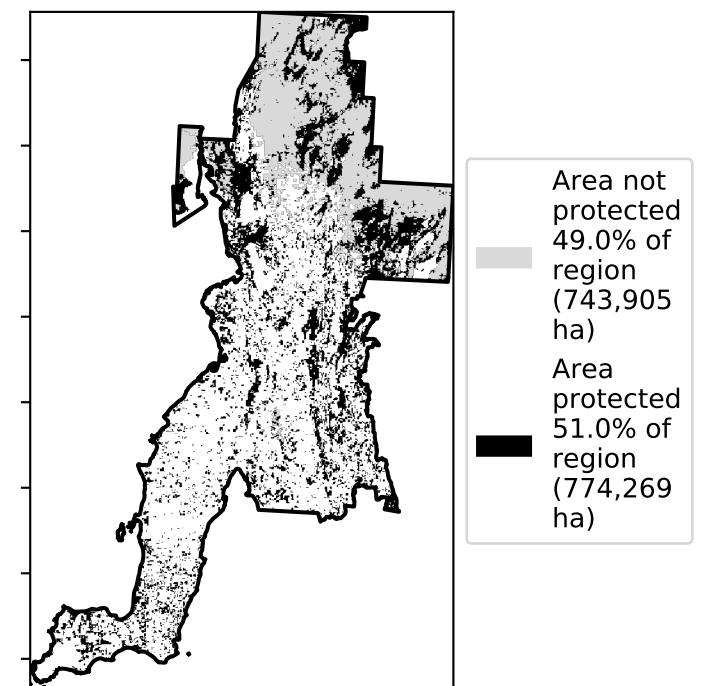 Area not
protected
49.0% of
region
(743,905
ha)
Area
protected
51.0% of
region
(774,269
ha)